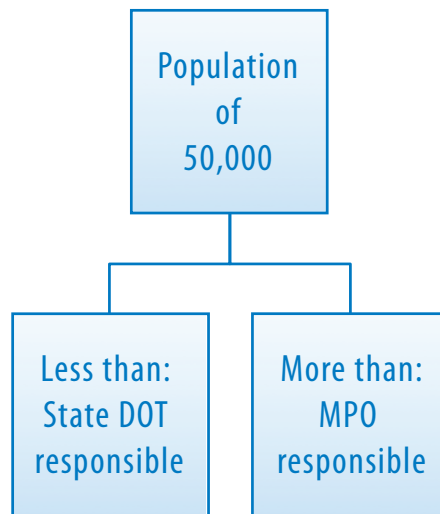 Population
of
50,000
Less than:
State DOT
responsible
More than:
MPO
responsible